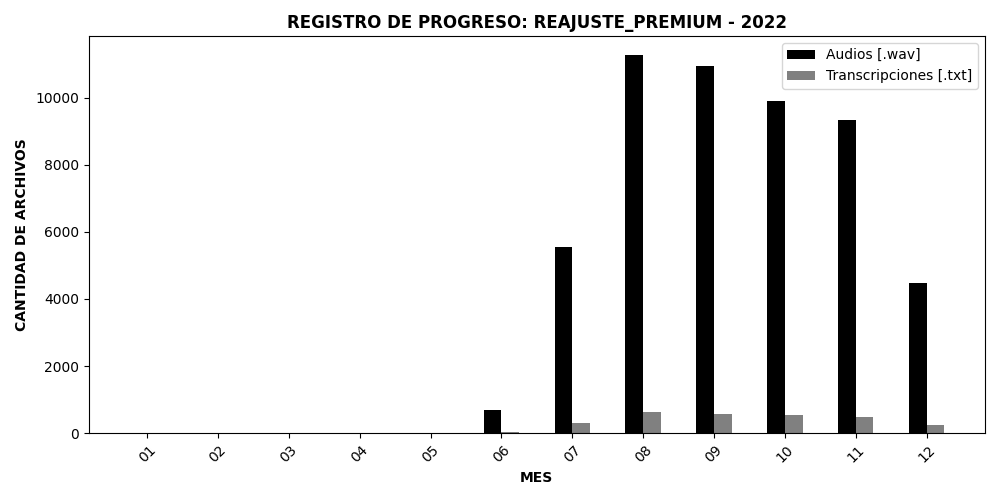 REGISTRO DE PROGRESO: REAJUSTE_PREMIUM - 2022
Audios [.wav]
Transcripciones [.txt]
CANTIDAD DE ARCHIVOS
10000
8000
6000
4000
2000
0
01 02 03 04 05 06 07 08 09 10 11 12
MES